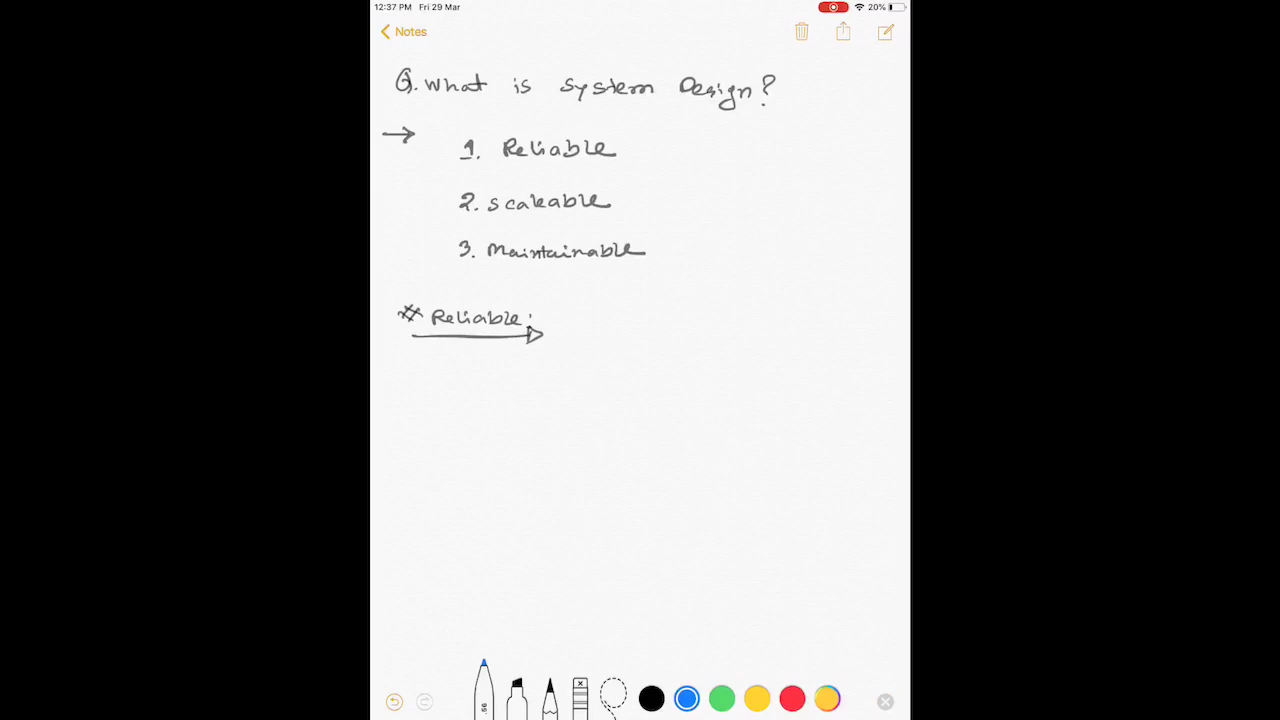 12:37 PM Fri 29 Mar 20%
Notes
Q. What is system Design?
→ 1. Reliable
2. scaleable
3. Maintainable
# Reliable:
.56